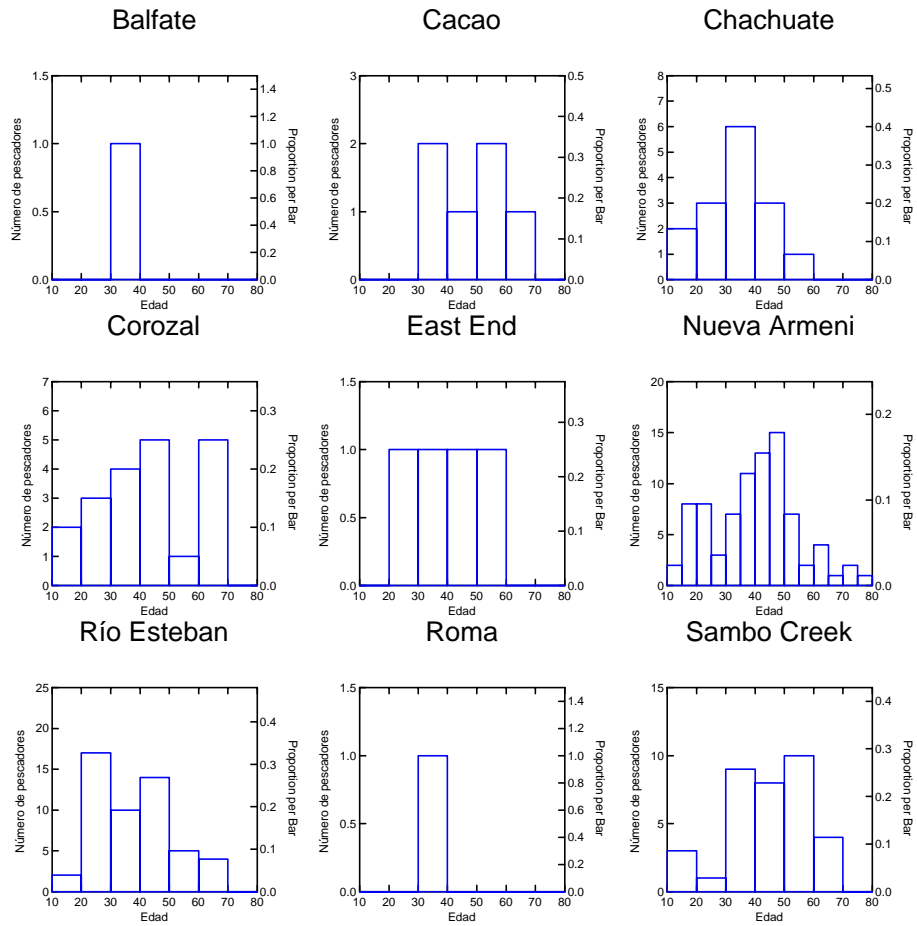 Balfate
1.5
1.0
0.5
0.0
Número de pescadores
10 20 30 40 50 60 70 80
Edad
1.4
1.2
1.0
0.8
0.6
0.4
0.2
0.0
Proportion per Bar
Cacao
3
2
1
0
Número de pescadores
10 20 30 40 50 60 70 80
Edad
0.5
0.4
0.3
0.2
0.1
0.0
Proportion per Bar
Chachuate
8
7
6
5
4
3
2
1
0
Número de pescadores
10 20 30 40 50 60 70 80
Edad
0.5
0.4
0.3
0.2
0.1
0.0
Proportion per Bar
Corozal
7
6
5
4
3
2
1
0
Número de pescadores
10 20 30 40 50 60 70 80
Edad
0.3
0.2
0.1
0.0
Proportion per Bar
East End
1.5
1.0
0.5
0.0
Número de pescadores
10 20 30 40 50 60 70 80
Edad
0.3
0.2
0.1
0.0
Proportion per Bar
Nueva Armeni
20
15
10
5
0
Número de pescadores
10 20 30 40 50 60 70 80
Edad
0.2
0.1
0.0
Proportion per Bar
Río Esteban
25
20
15
10
5
0
Número de pescadores
10 20 30 40 50 60 70 80
Edad
0.4
0.3
0.2
0.1
0.0
Proportion per Bar
Roma
1.5
1.0
0.5
0.0
Número de pescadores
10 20 30 40 50 60 70 80
Edad
1.4
1.2
1.0
0.8
0.6
0.4
0.2
0.0
Proportion per Bar
Sambo Creek
15
10
5
0
Número de pescadores
10 20 30 40 50 60 70 80
Edad
0.4
0.3
0.2
0.1
0.0
Proportion per Bar